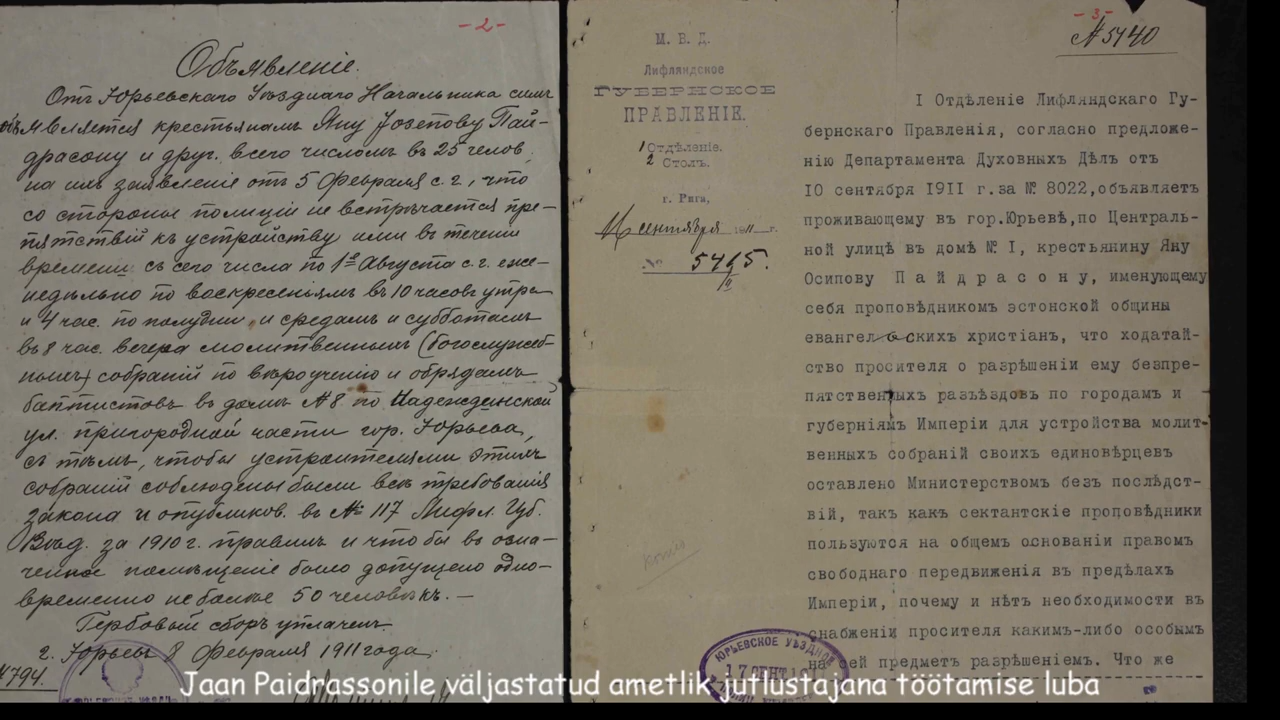 -2-
Объявленіе.
Отъ Юрьевскаго Уѣзднаго Начальника симъ
объявляется крестьянамъ Яну Іозепову Пай-
драсону и друг. всего числомъ въ 25 челов.,
на ихъ заявленіе отъ 5 Февраля с. г., что
со стороны полиціи не встрѣчается пре-
пятствій къ устройству ими въ теченіи
времени съ сего числа по 1е Августа с. г. еже-
недѣльно по воскресеньямъ въ 10 часовъ утра
и 4 час. по полудни, и средамъ и субботамъ
въ 8 час. вечера молитвенныхъ (богослужеб-
ныхъ) собраній по вѣроученію и обрядамъ
баптистовъ въ домѣ №8 по Надеждинской
ул. пригородной части гор. Юрьева,
съ тѣмъ, чтобы устроителями этихъ
собраній соблюдены были всѣ требованія
закона и опубликов. въ № 117 Лифл. Губ.
Вѣд. за 1910 г. правилъ и чтобы въ озна-
ченное помѣщеніе было допущено одно-
временно не болѣе 50 человѣкъ. —
Гербовый сборъ уплаченъ.
г. Юрьевъ 8 Февраля 1911 года.
№794.
-3-
№5140
М. В. Д.
Лифляндское
ГУБЕРНСКОЕ
ПРАВЛЕНІЕ.
1 Отдѣленіе.
2 Столъ.
г. Рига,
сентября 1911 г.
№ 5465.
II
I Отдѣленіе Лифляндскаго Гу-
бернскаго Правленія, согласно предложе-
нію Департамента Духовныхъ Дѣлъ отъ
10 сентября 1911 г.за № 8022,объявляетъ
проживающему въ гор.Юрьевѣ,по Централь-
ной улицѣ въ домѣ № I, крестьянину Яну
Осипову Пайдрасону, именующему
себя проповѣдникомъ эстонской общины
евангельскихъ христіанъ, что ходатай-
ство просителя о разрѣшеніи ему безпре-
пятственныхъ разъѣздовъ по городамъ и
губерніямъ Имперіи для устройства молит-
венныхъ собраній своихъ единовѣрцевъ
оставлено Министерствомъ безъ послѣдст-
вій, такъ какъ сектантскіе проповѣдники
пользуются на общемъ основаніи правомъ
свободнаго передвиженія въ предѣлахъ
Имперіи, почему и нѣтъ необходимости въ
снабженіи просителя какимъ-либо особымъ
на сей предметъ разрѣшеніемъ. Что же
ЮРЬЕВСКОЕ УѢЗДНОЕ
17 СЕНТ 191
Jaan Paidrassonile väljastatud ametlik jutlustajana töötamise luba